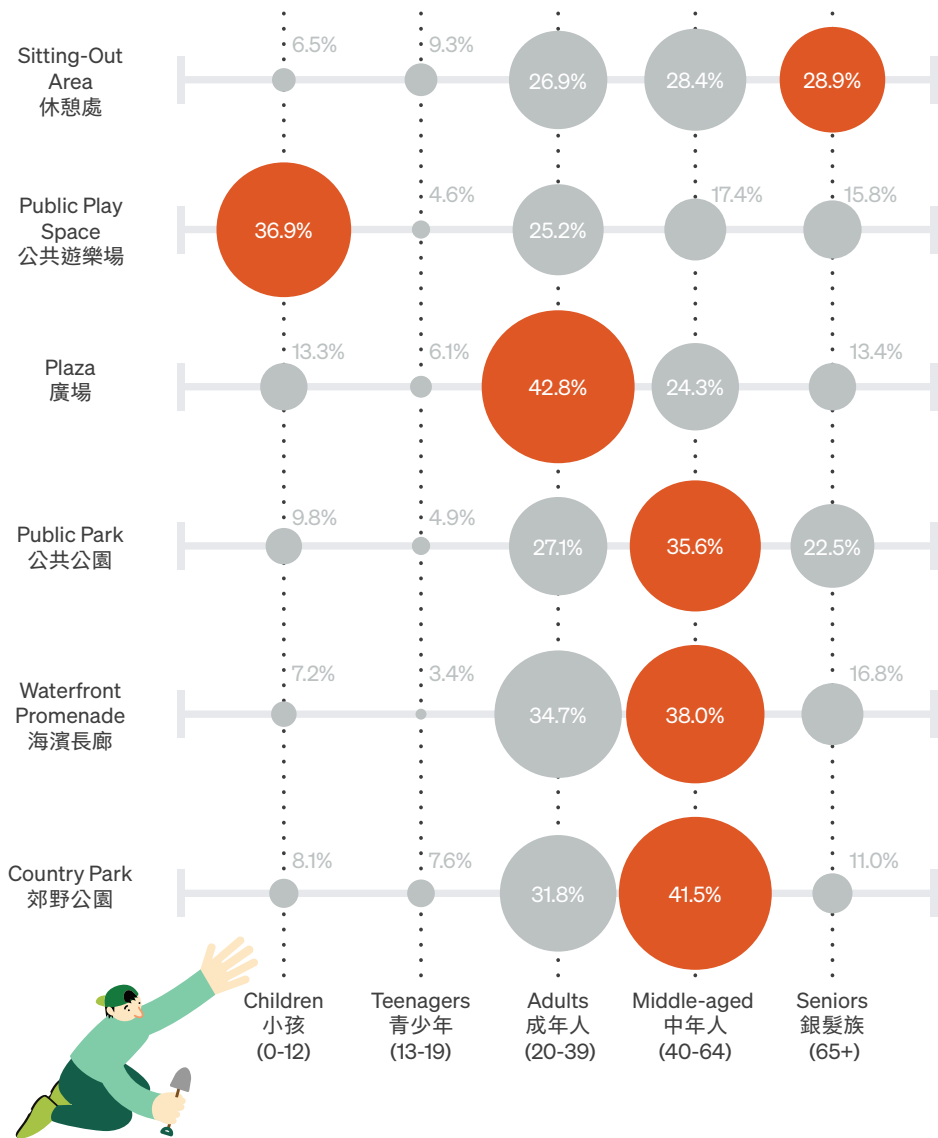 Sitting-Out
Area
休憩處
6.5%
9.3%
26.9%
28.4%
28.9%
Public Play
Space
公共遊樂場
36.9%
4.6%
25.2%
17.4%
15.8%
Plaza
廣場
13.3%
6.1%
42.8%
24.3%
13.4%
Public Park
公共公園
9.8%
4.9%
27.1%
35.6%
22.5%
Waterfront
Promenade
海濱長廊
7.2%
3.4%
34.7%
38.0%
16.8%
Country Park
郊野公園
8.1%
7.6%
31.8%
41.5%
11.0%
Children
小孩
(0-12)
Teenagers
青少年
(13-19)
Adults
成年人
(20-39)
Middle-aged
中年人
(40-64)
Seniors
銀髮族
(65+)